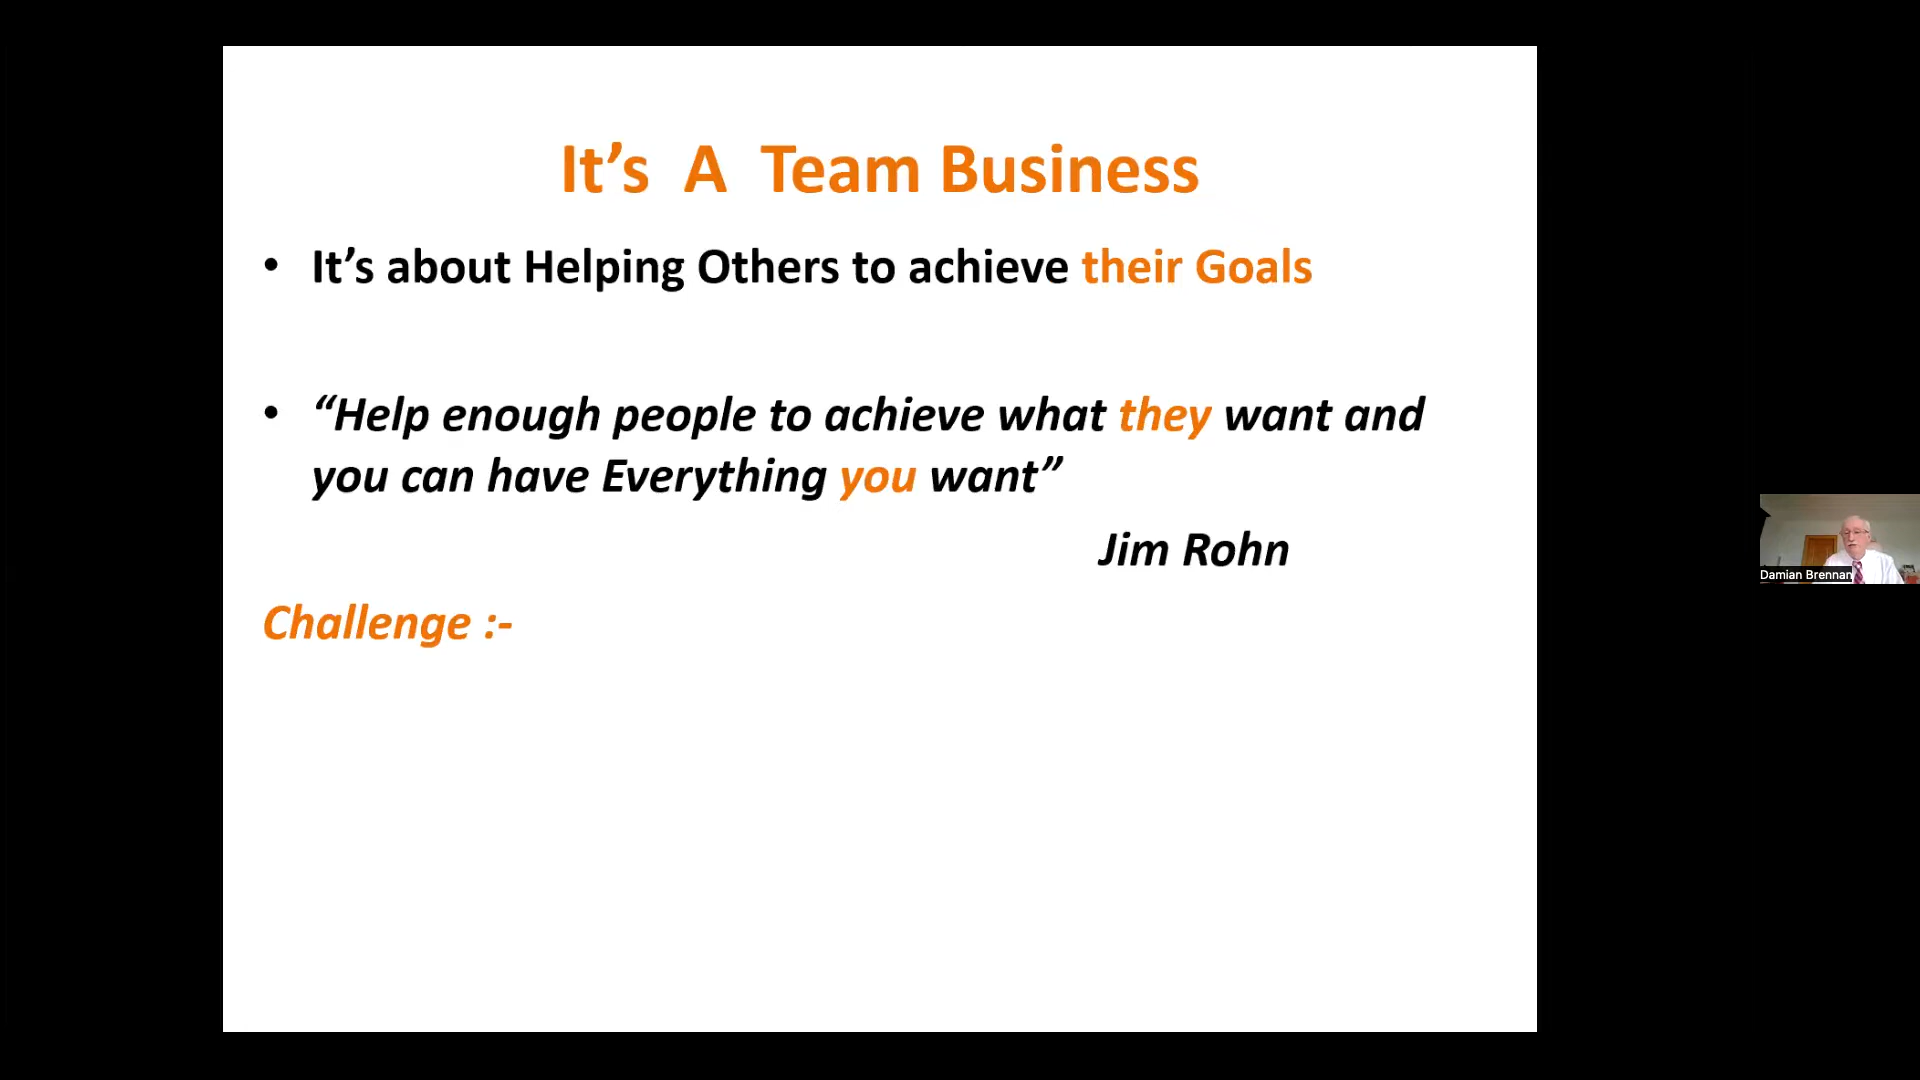 It’s A Team Business
• It’s about Helping Others to achieve their Goals
• “Help enough people to achieve what they want and
you can have Everything you want”
Jim Rohn
Challenge :-
Damian Brennan